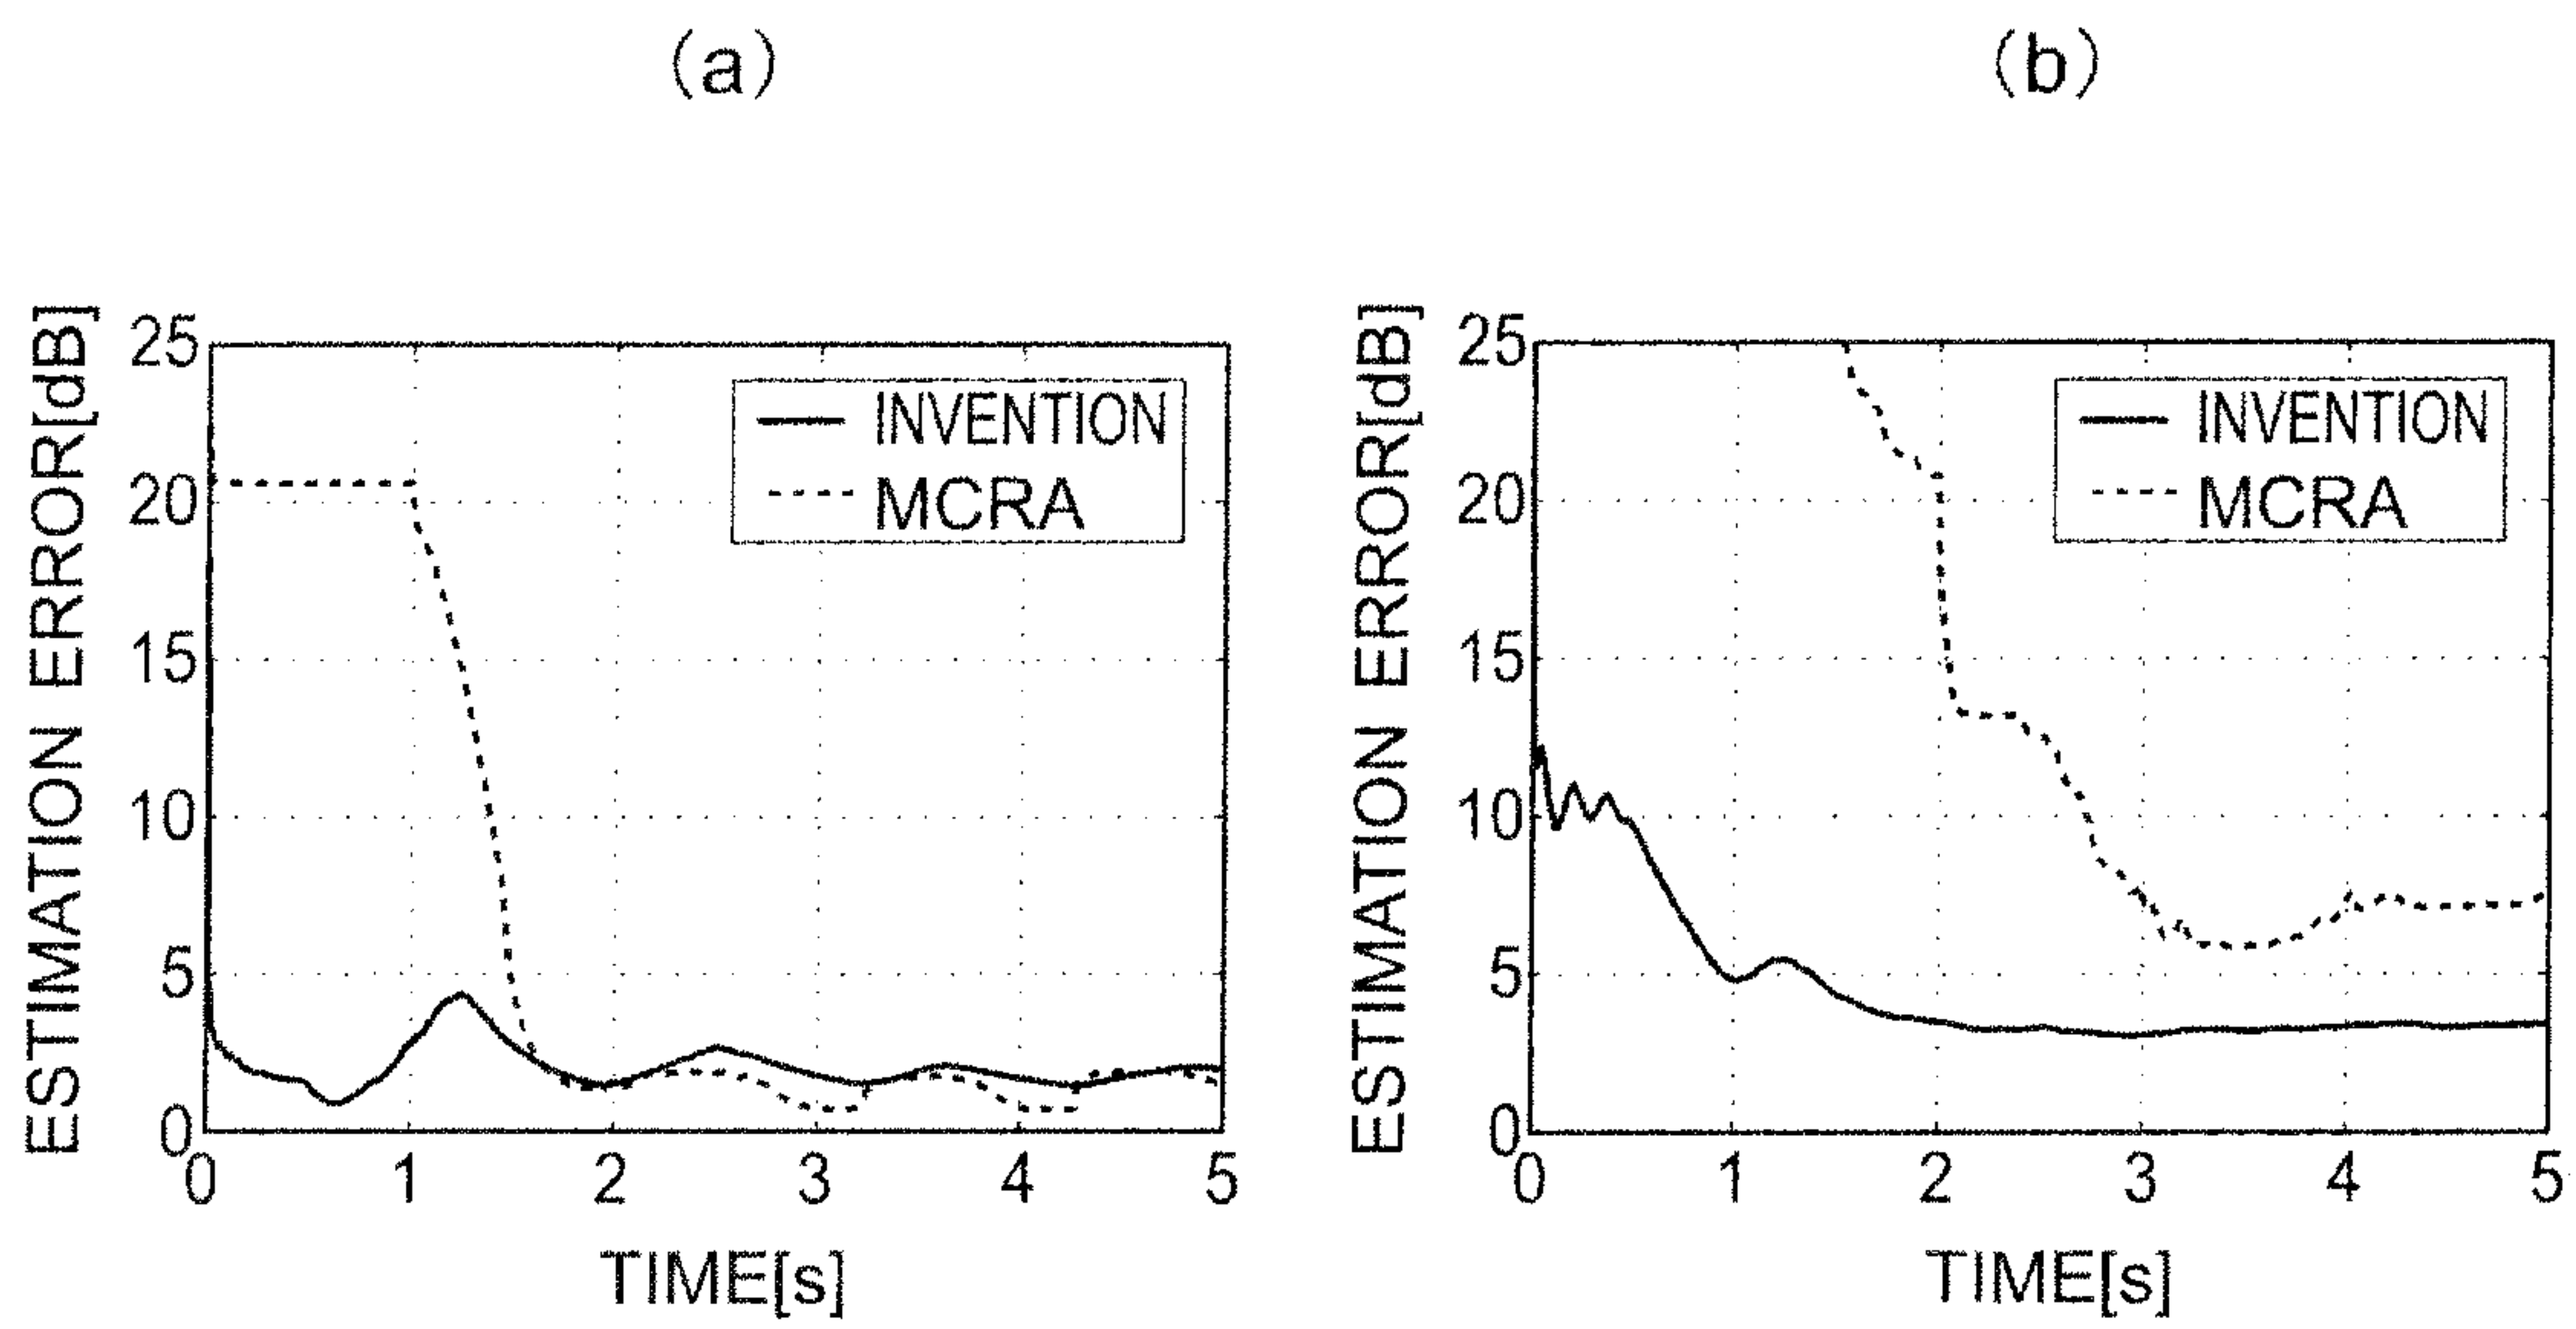 (a)
ESTIMATION ERROR[dB]
25
20
15
10
5
0
INVENTION
MCRA
0 1 2 3 4 5
TIME[s]
(b)
ESTIMATION ERROR[dB]
25
20
15
10
5
0
INVENTION
MCRA
0 1 2 3 4 5
TIME[s]